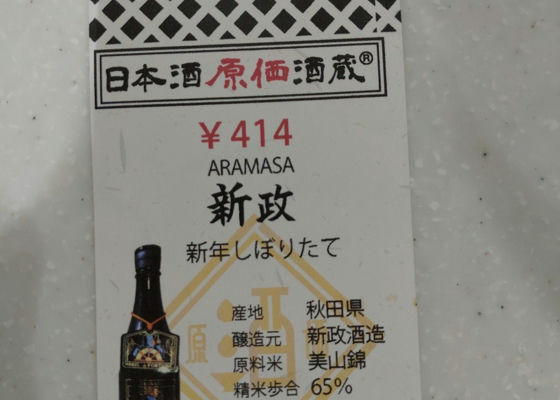 日本酒原価酒蔵®
¥414
ARAMASA
新政
新年しぼりたて
産地 秋田県
醸造元 新政酒造
原料米 美山錦
精米歩合 65%
原 酒